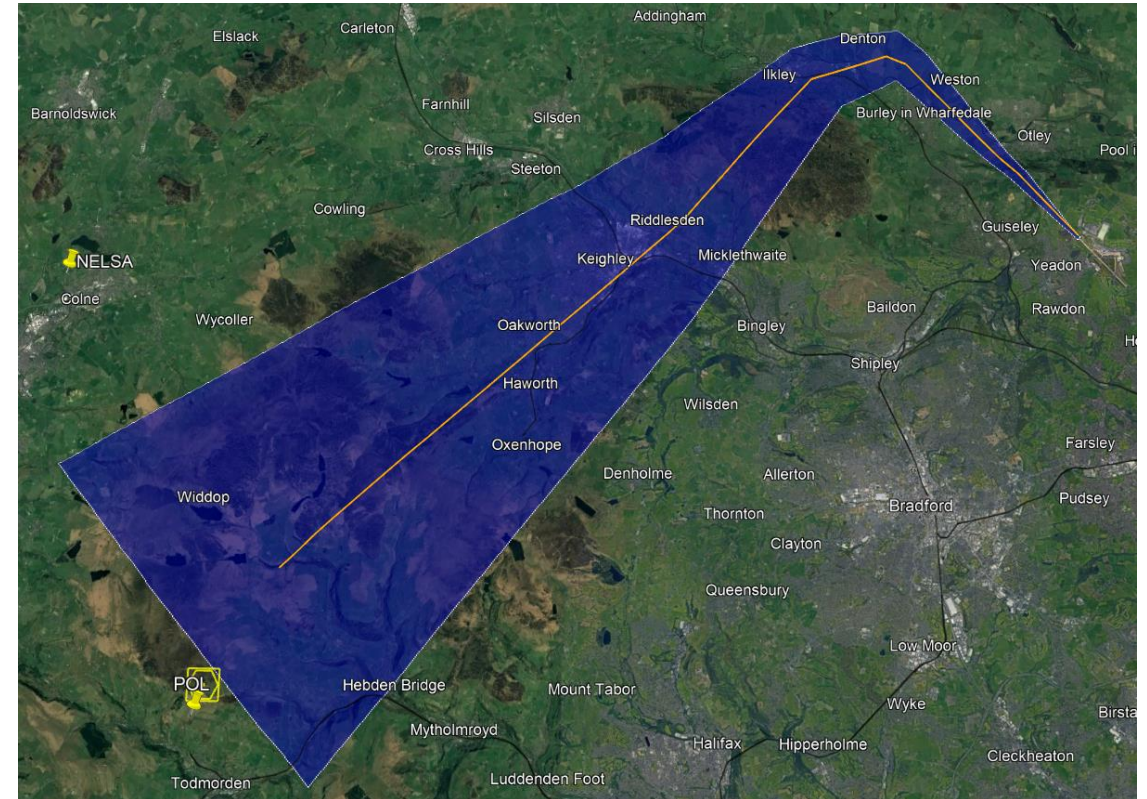 Addingham
Carleton
Elslack
Denton
Ilkley
Weston
Farnhill
Barnoldswick
Burley in Wharfedale
Silsden
Otley
Cross Hills
Pool i
Steeton
Cowling
Riddlesden
Guiseley
Keighley
Micklethwaite
NELSA
Yeadon
Colne
Baildon
Rawdon
Wycoller
Oakworth
Bingley
He
Shipley
Haworth
Wilsden
Oxenhope
Farsley
Denholme
Allerton
Widdop
Pudsey
Bradford
Thornton
Clayton
Queensbury
Low Moor
POL
Hebden Bridge
Mount Tabor
Wyke
Birsta
Mytholmroyd
Halifax
Hipperholme
Cleckheaton
Todmorden
Luddenden Foot